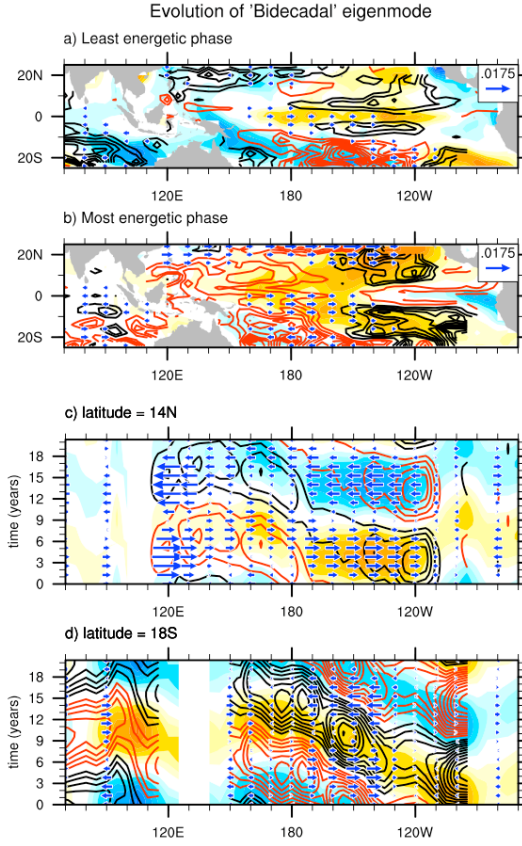 Evolution of 'Bidecadal' eigenmode
a) Least energetic phase
20N
0
20S
.0175
120E 180 120W
b) Most energetic phase
20N
0
20S
.0175
120E 180 120W
c) latitude = 14N
time (years)
18
15
12
9
6
3
0
120E 180 120W
d) latitude = 18S
time (years)
18
15
12
9
6
3
0
120E 180 120W